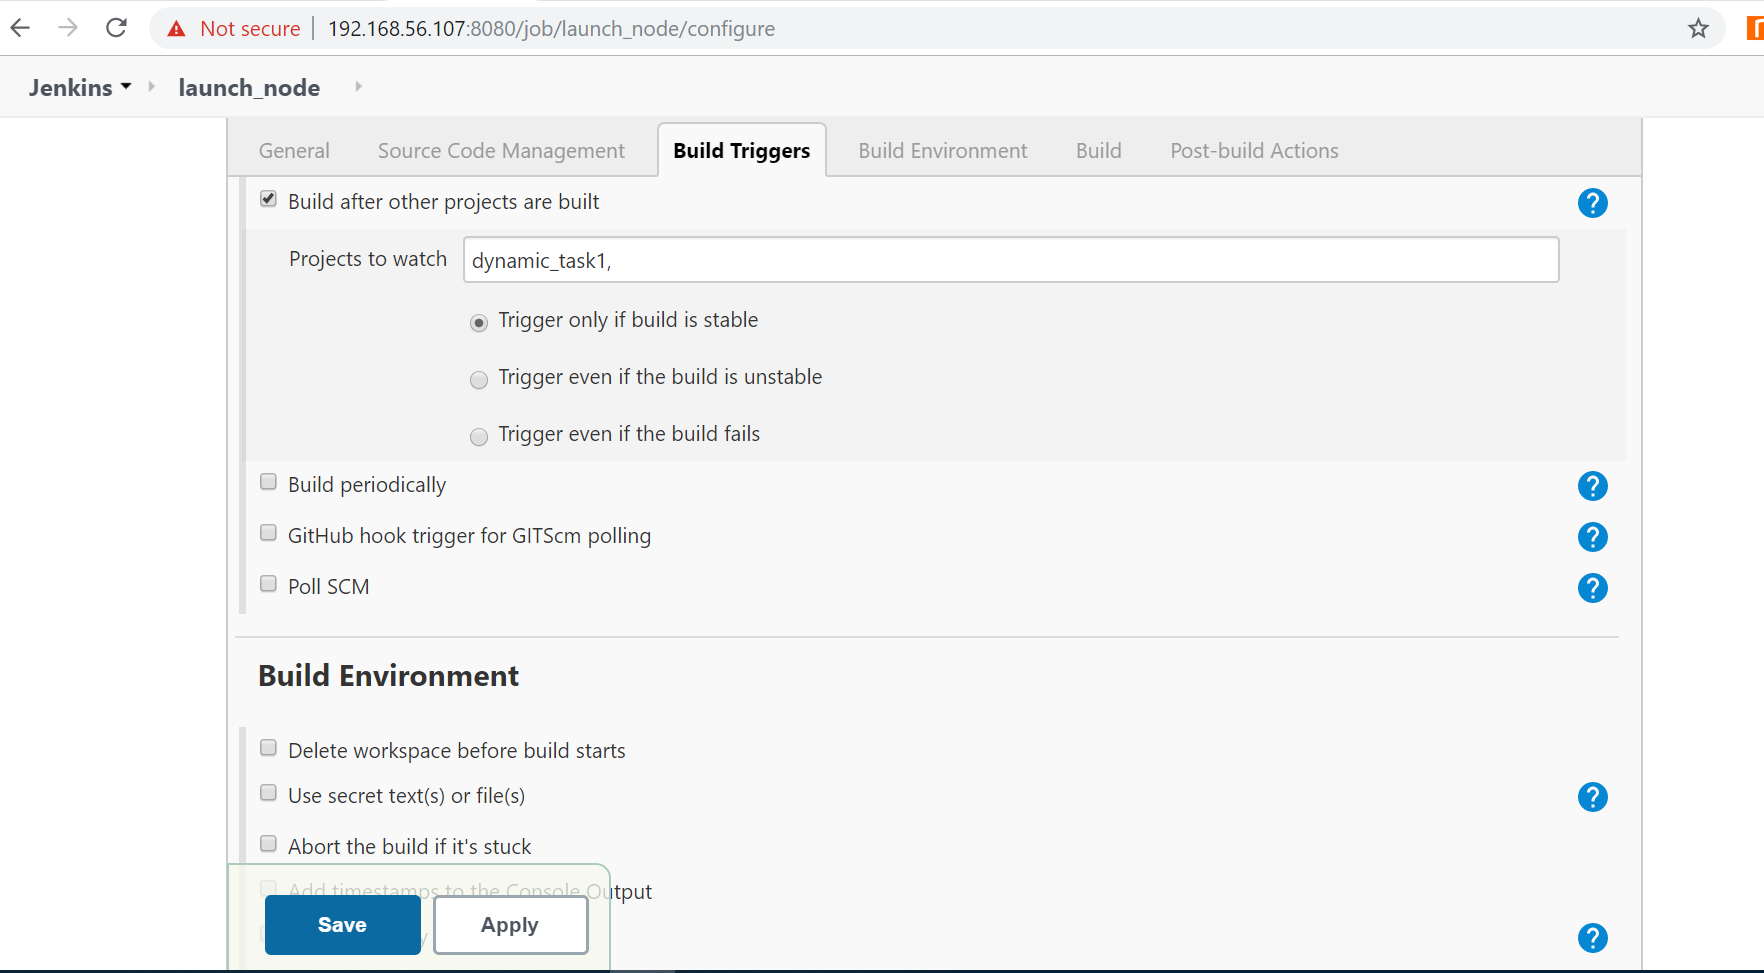 Not secure | 192.168.56.107:8080/job/launch_node/configure
Jenkins launch_node
General Source Code Management Build Triggers Build Environment Build Post-build Actions
Build after other projects are built ?
Projects to watch dynamic_task1,
Trigger only if build is stable
Trigger even if the build is unstable
Trigger even if the build fails
Build periodically ?
GitHub hook trigger for GITScm polling ?
Poll SCM ?
Build Environment
Delete workspace before build starts
Use secret text(s) or file(s) ?
Abort the build if it's stuck
Add timestamps to the Console Output
Save Apply ?